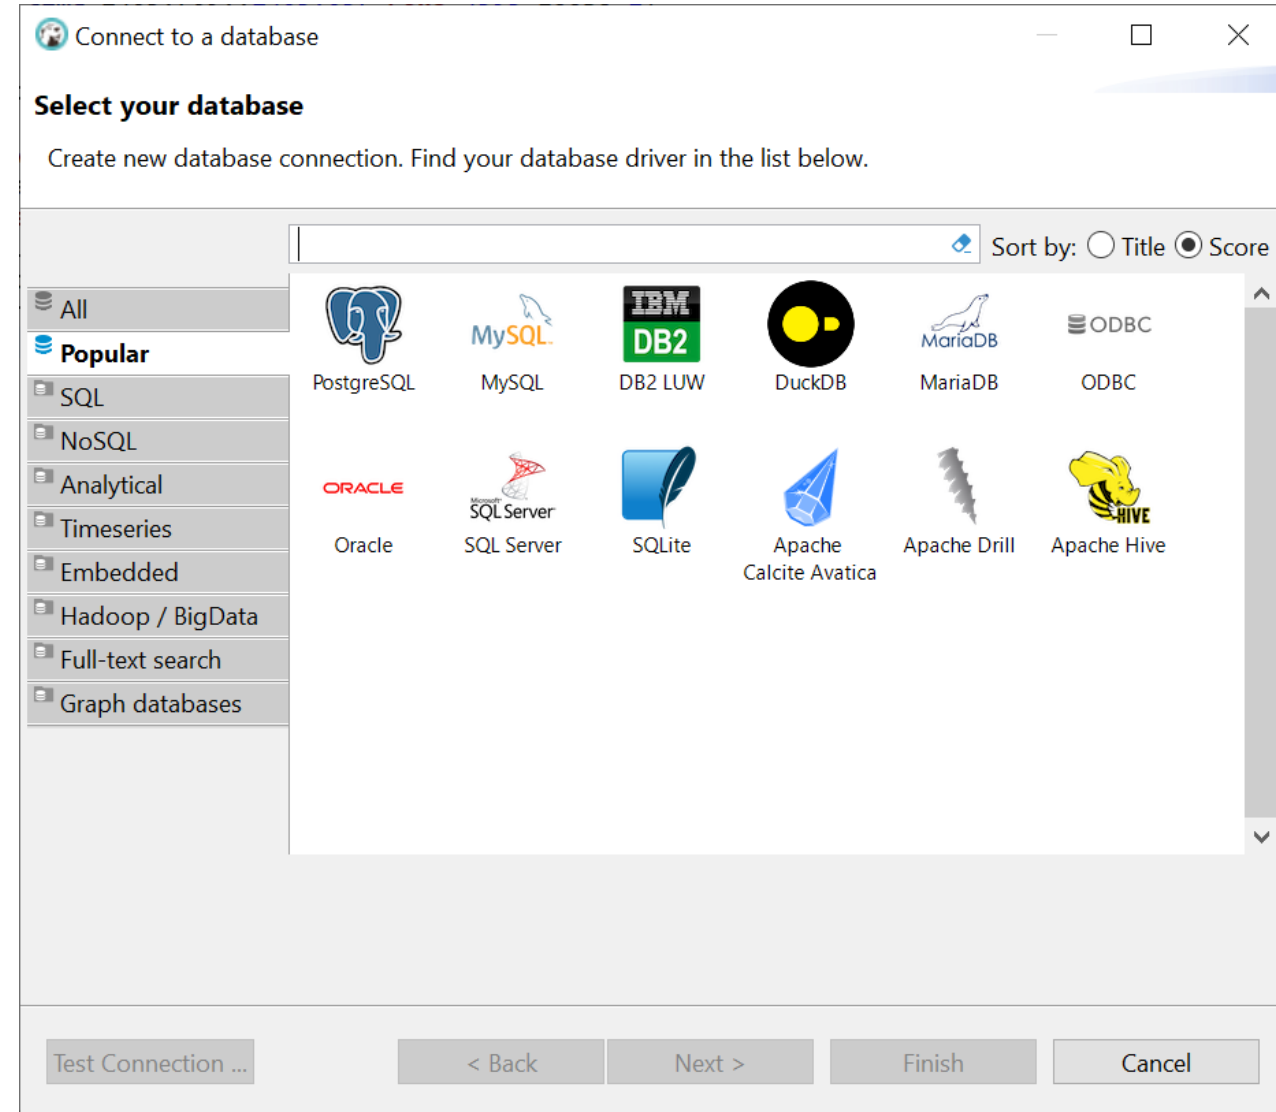 Connect to a database
Select your database
Create new database connection. Find your database driver in the list below.
Sort by: Title Score
All
Popular
SQL
NoSQL
Analytical
Timeseries
Embedded
Hadoop / BigData
Full-text search
Graph databases
MySQL
IBM
DB2
MariaDB
ODBC
PostgreSQL
MySQL
DB2 LUW
DuckDB
MariaDB
ODBC
ORACLE
Microsoft
SQL Server
HIVE
Oracle
SQL Server
SQLite
Apache
Calcite Avatica
Apache Drill
Apache Hive
Test Connection ...
< Back
Next >
Finish
Cancel